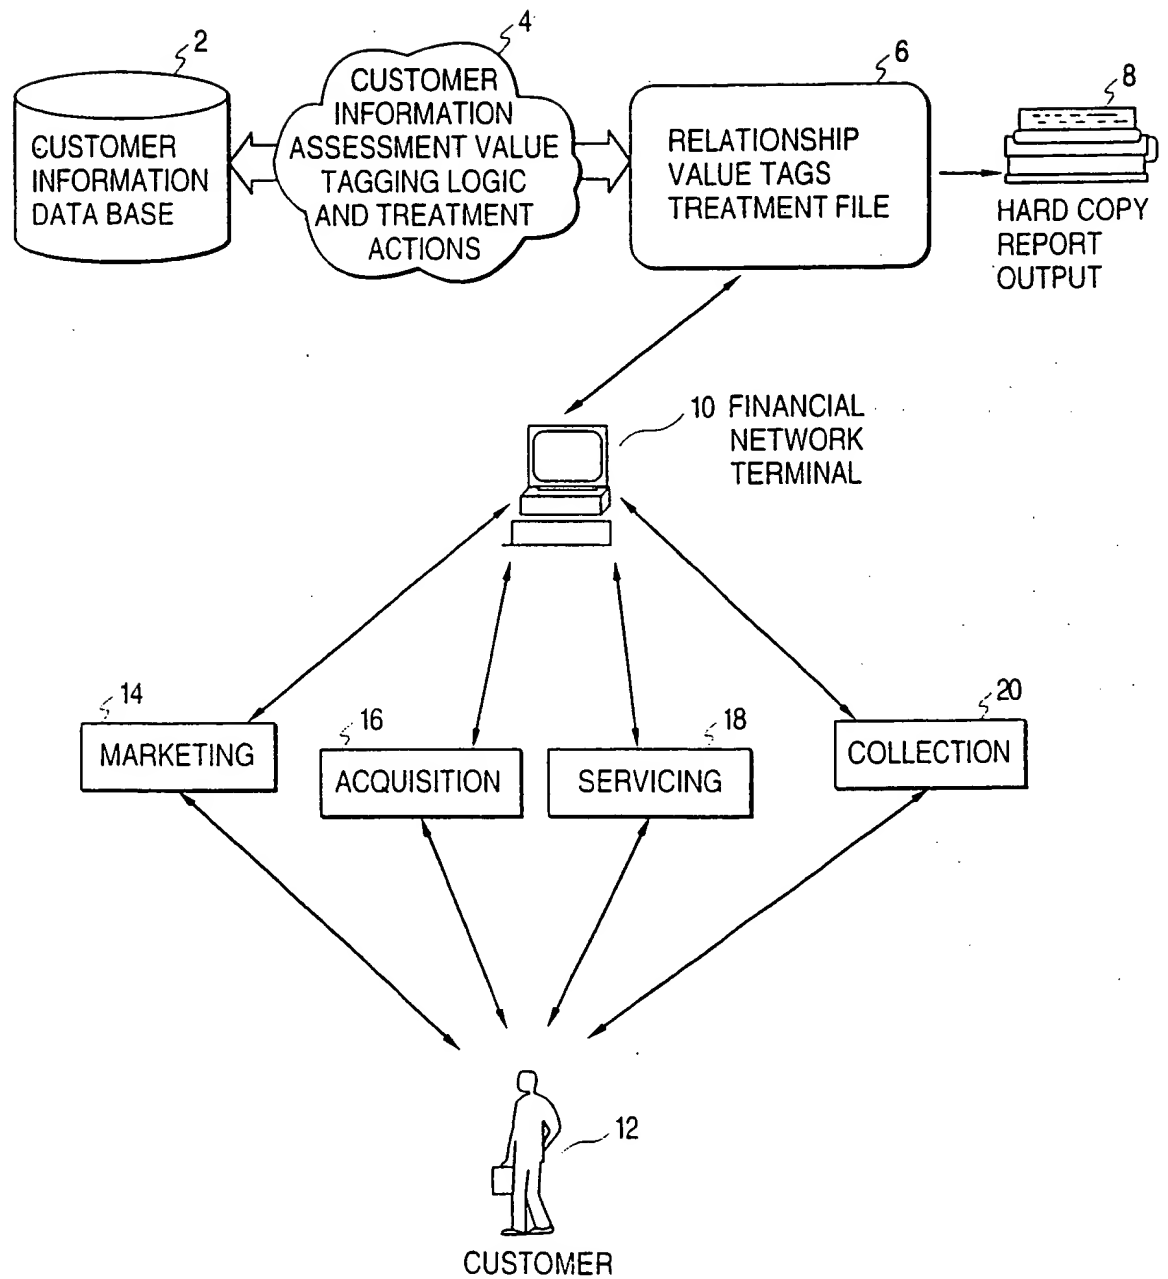 2
CUSTOMER
INFORMATION
DATA BASE
4
CUSTOMER
INFORMATION
ASSESSMENT VALUE
TAGGING LOGIC
AND TREATMENT
ACTIONS
6
RELATIONSHIP
VALUE TAGS
TREATMENT FILE
8
HARD COPY
REPORT
OUTPUT
10 FINANCIAL
NETWORK
TERMINAL
14
MARKETING
16
ACQUISITION
18
SERVICING
20
COLLECTION
12
CUSTOMER